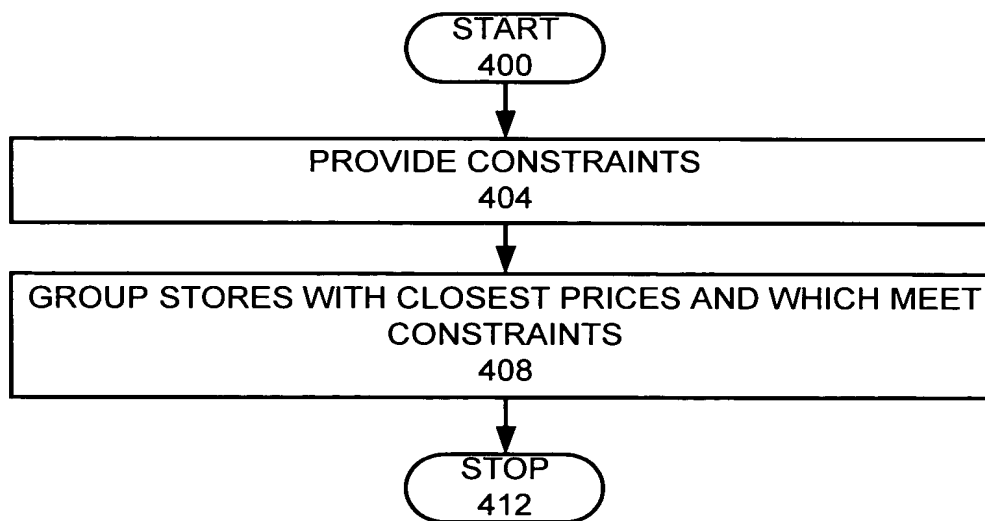 START
400
PROVIDE CONSTRAINTS
404
GROUP STORES WITH CLOSEST PRICES AND WHICH MEET
CONSTRAINTS
408
STOP
412